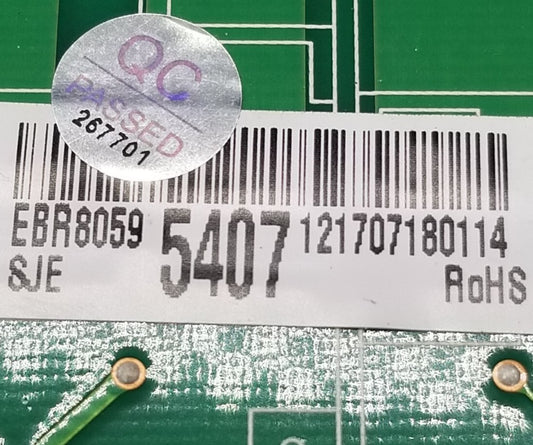 QC
PASSED
267701
EBR8059 5407 121707180114
SJE RoHS